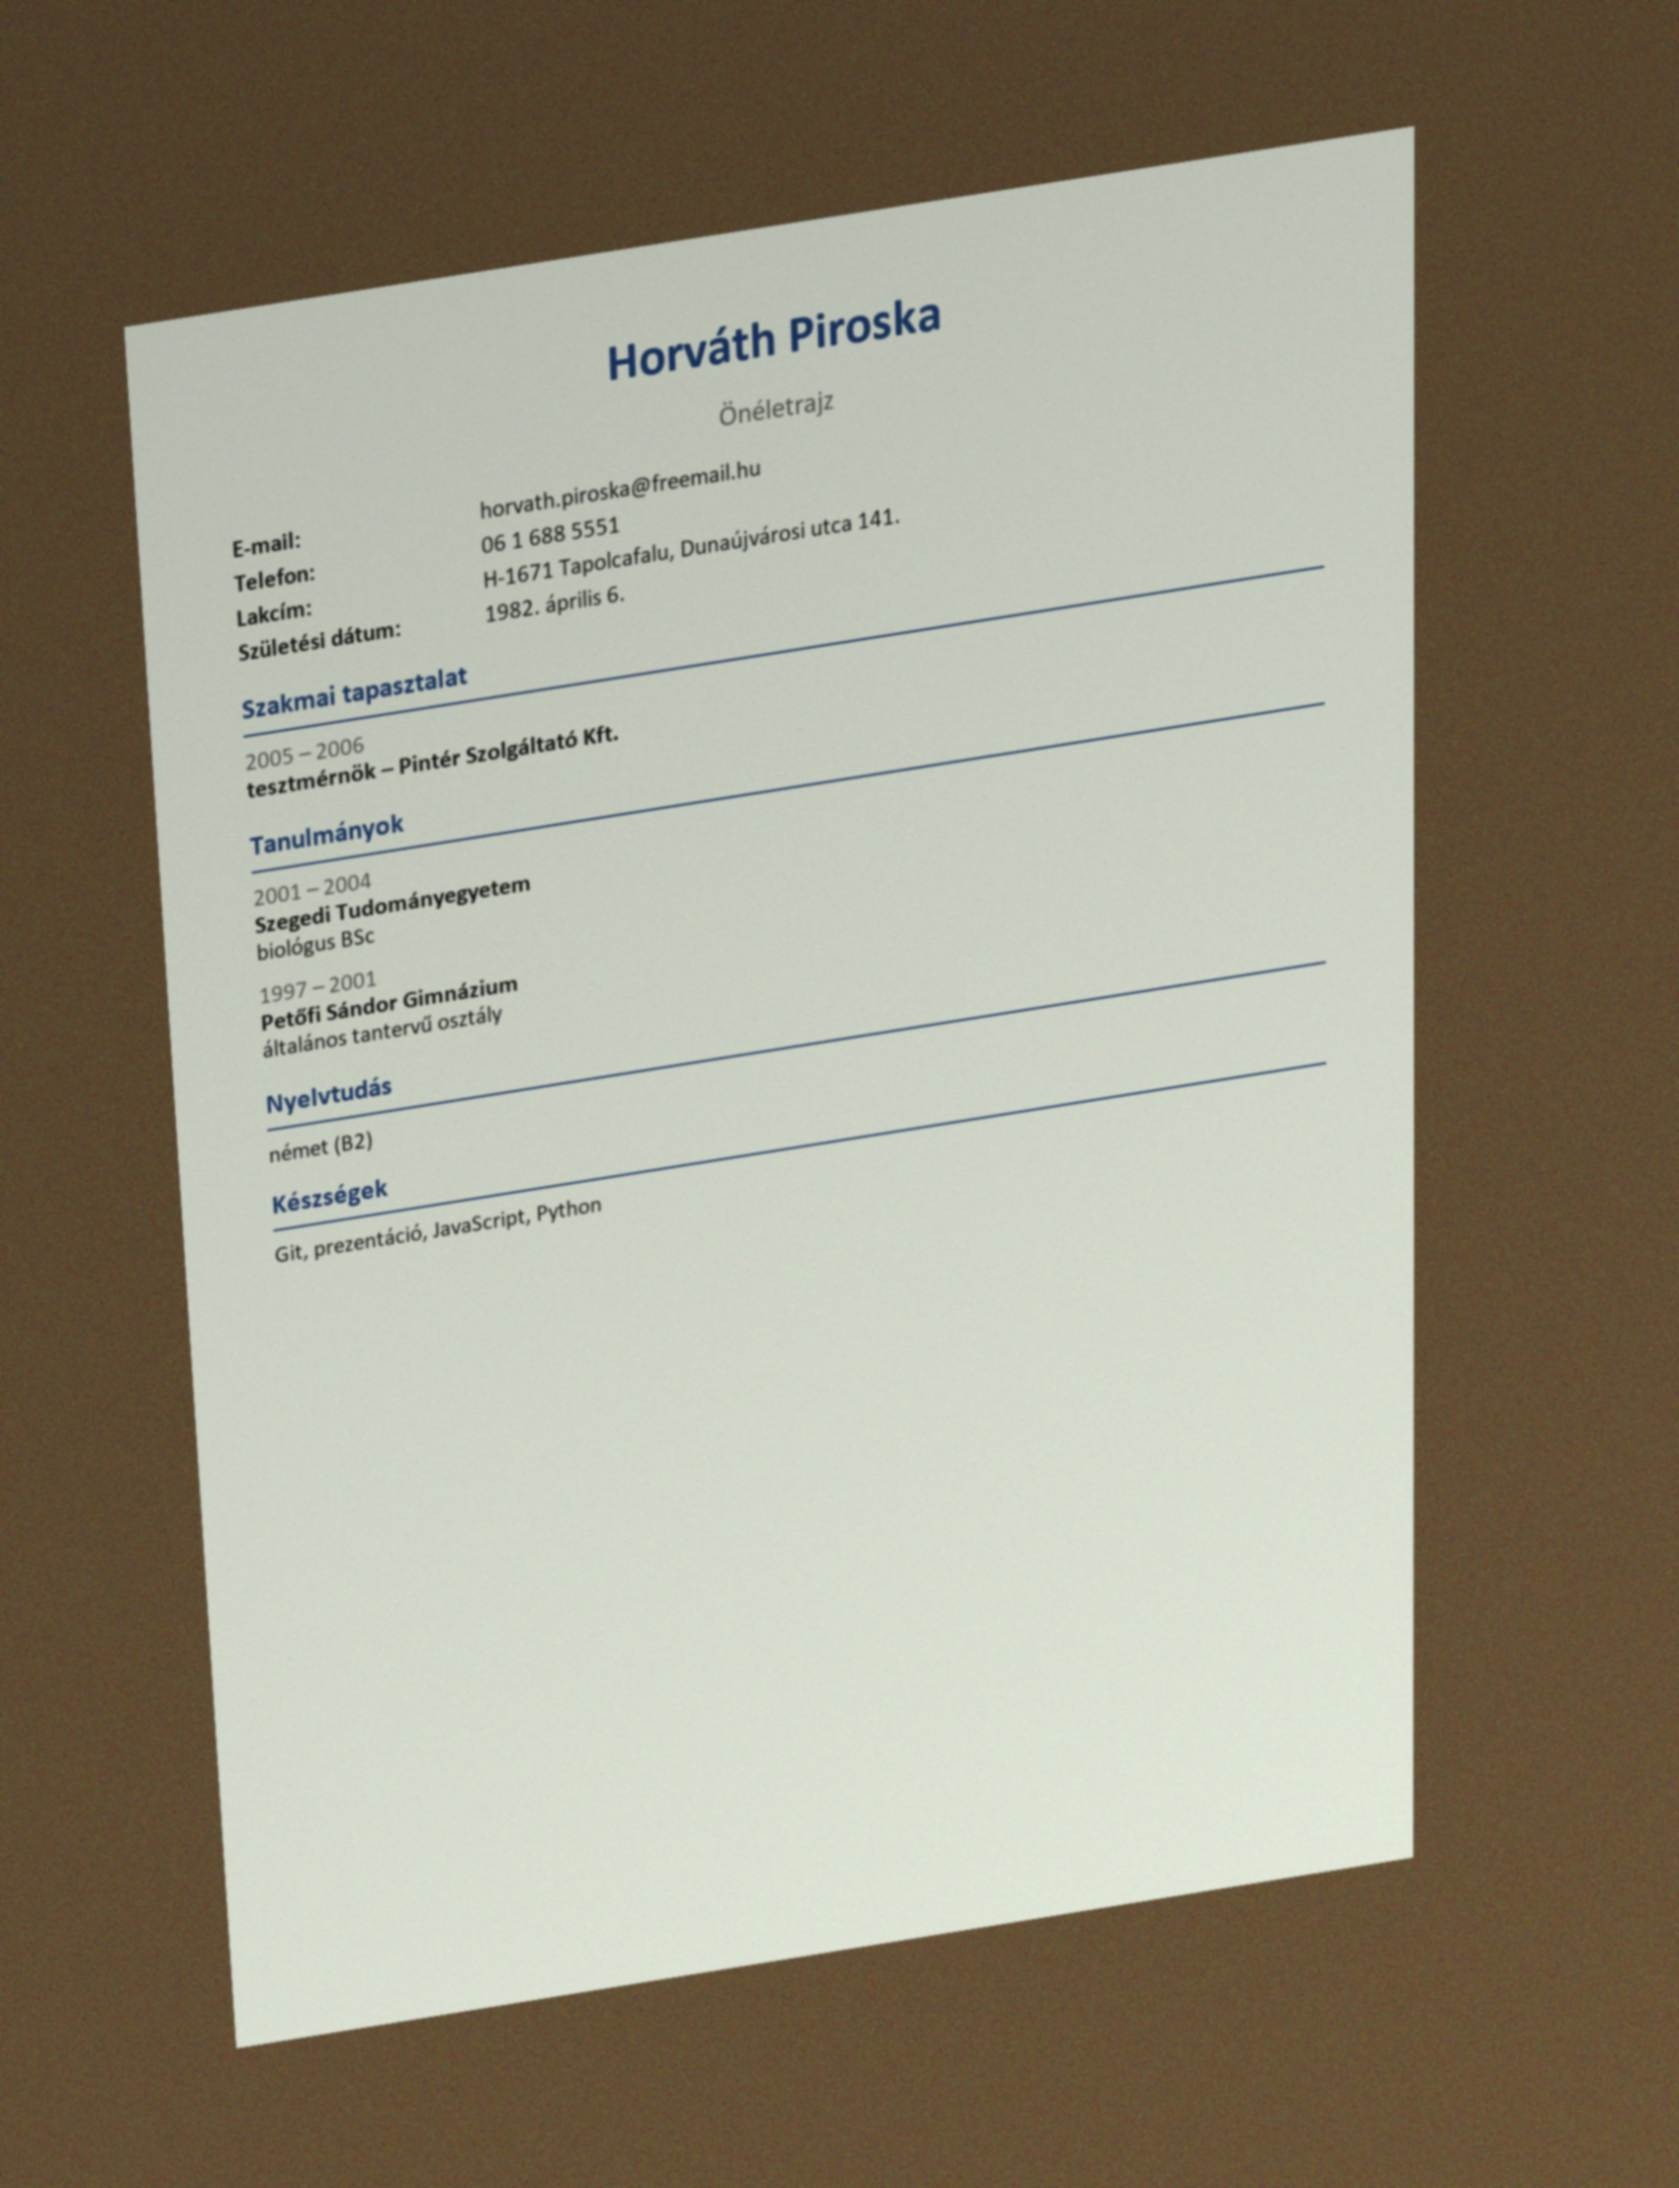 Horváth Piroska
Önéletrajz
E-mail: horvath.piroska@freemail.hu
Telefon: 06 1 688 5551
Lakcím: H-1671 Tapolcafalu, Dunaújvárosi utca 141.
Születési dátum: 1982. április 6.
Szakmai tapasztalat
2005 – 2006
tesztmérnök – Pintér Szolgáltató Kft.
Tanulmányok
2001 – 2004
Szegedi Tudományegyetem
biológus BSc
1997 – 2001
Petőfi Sándor Gimnázium
általános tantervű osztály
Nyelvtudás
német (B2)
Készségek
Git, prezentáció, JavaScript, Python